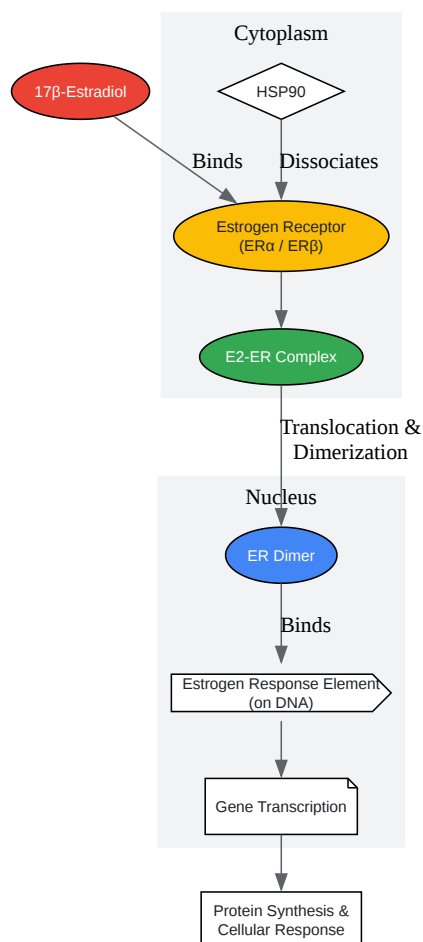 Cytoplasm
17β-Estradiol
HSP90
Binds
Dissociates
Estrogen Receptor
(ERα / ERβ)
E2-ER Complex
Translocation &
Dimerization
Nucleus
ER Dimer
Binds
Estrogen Response Element
(on DNA)
Gene Transcription
Protein Synthesis &
Cellular Response